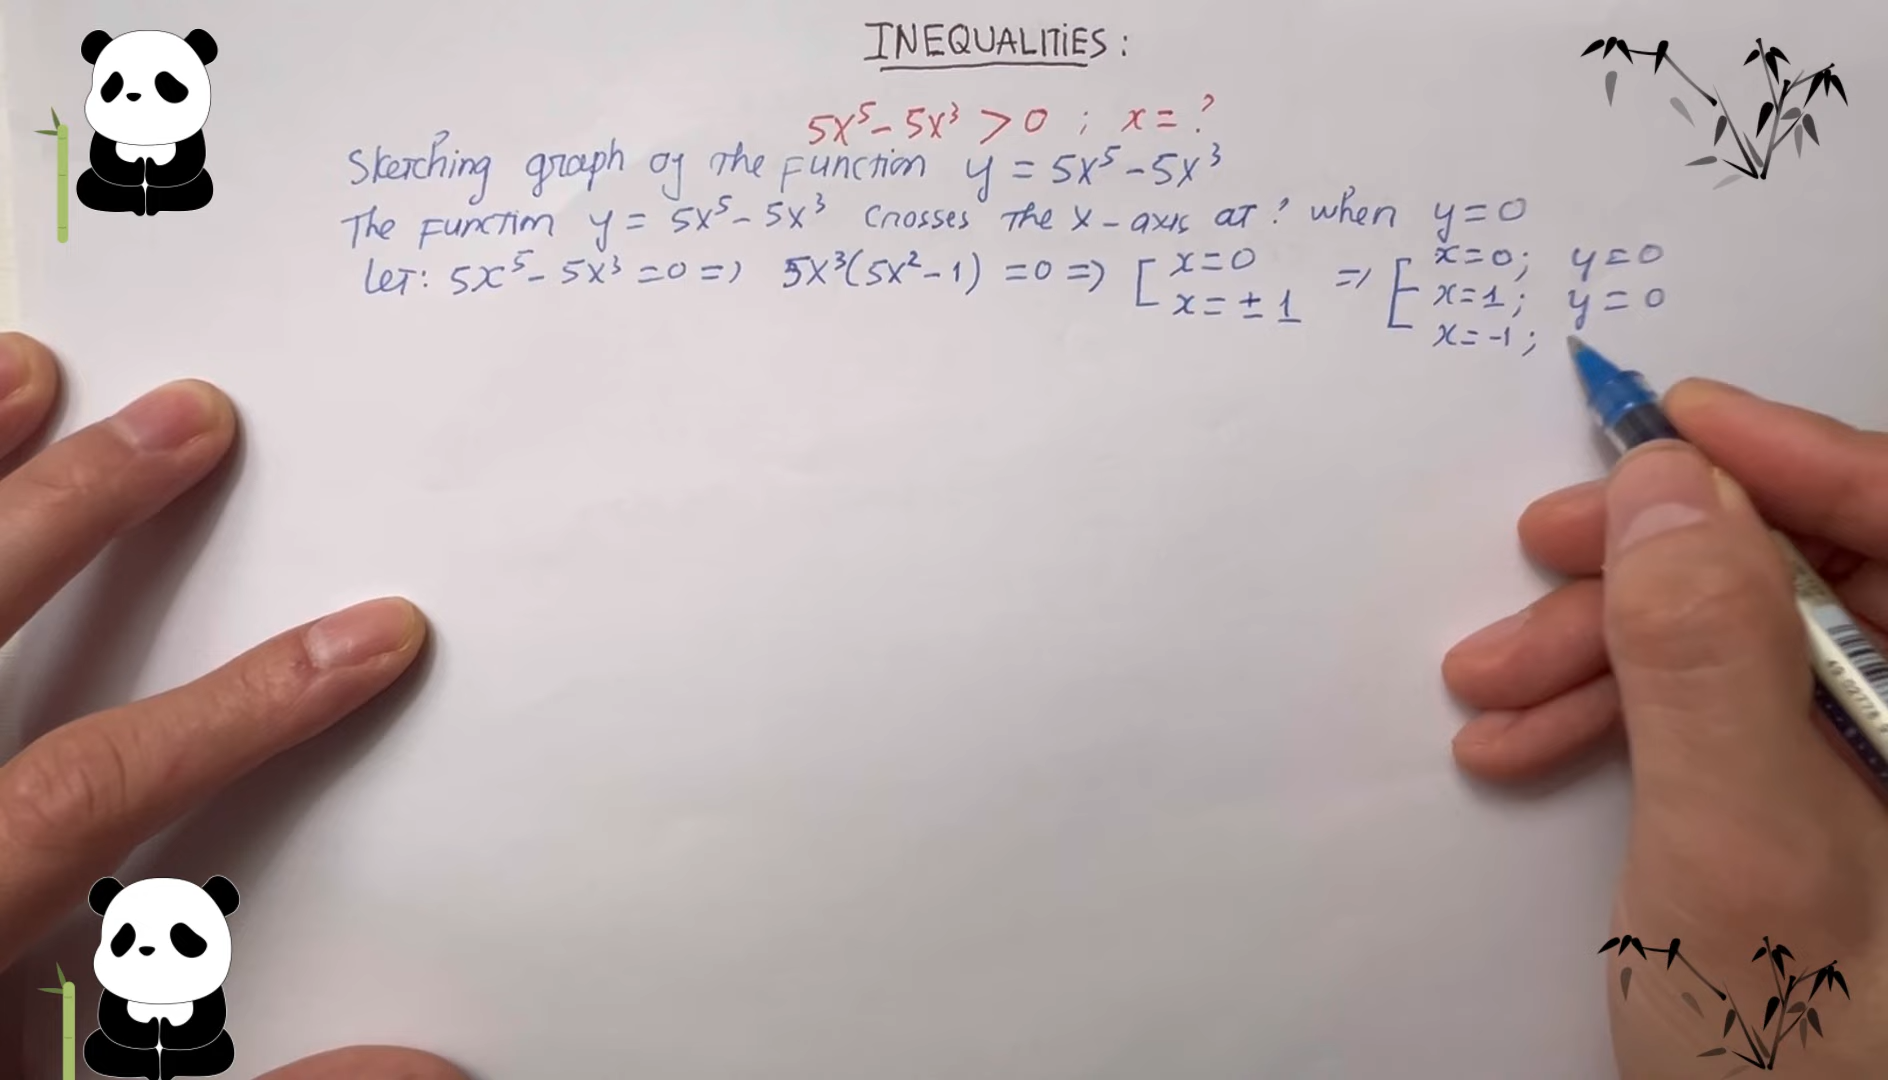 INEQUALITIES:
5x⁵ - 5x³ > 0 ; x = ?
Sketching graph of the function y = 5x⁵ - 5x³
The function y = 5x⁵ - 5x³ crosses the x-axis at? when y = 0
Let: 5x⁵ - 5x³ = 0 => 5x³(5x² - 1) = 0 => [ x = 0 => [ x = 0; y = 0
x = ± 1 x = 1; y = 0
x = -1;